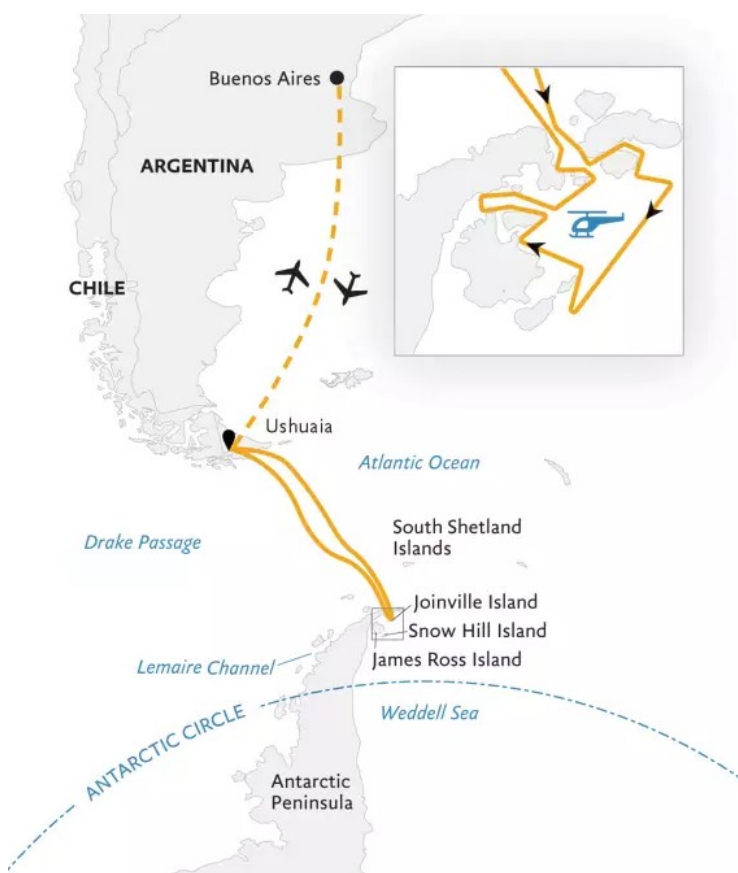 Buenos Aires
ARGENTINA
CHILE
Ushuaia
Atlantic Ocean
Drake Passage
South Shetland
Islands
Joinville Island
Snow Hill Island
James Ross Island
Lemaire Channel
Weddell Sea
ANTARCTIC CIRCLE
Antarctic
Peninsula